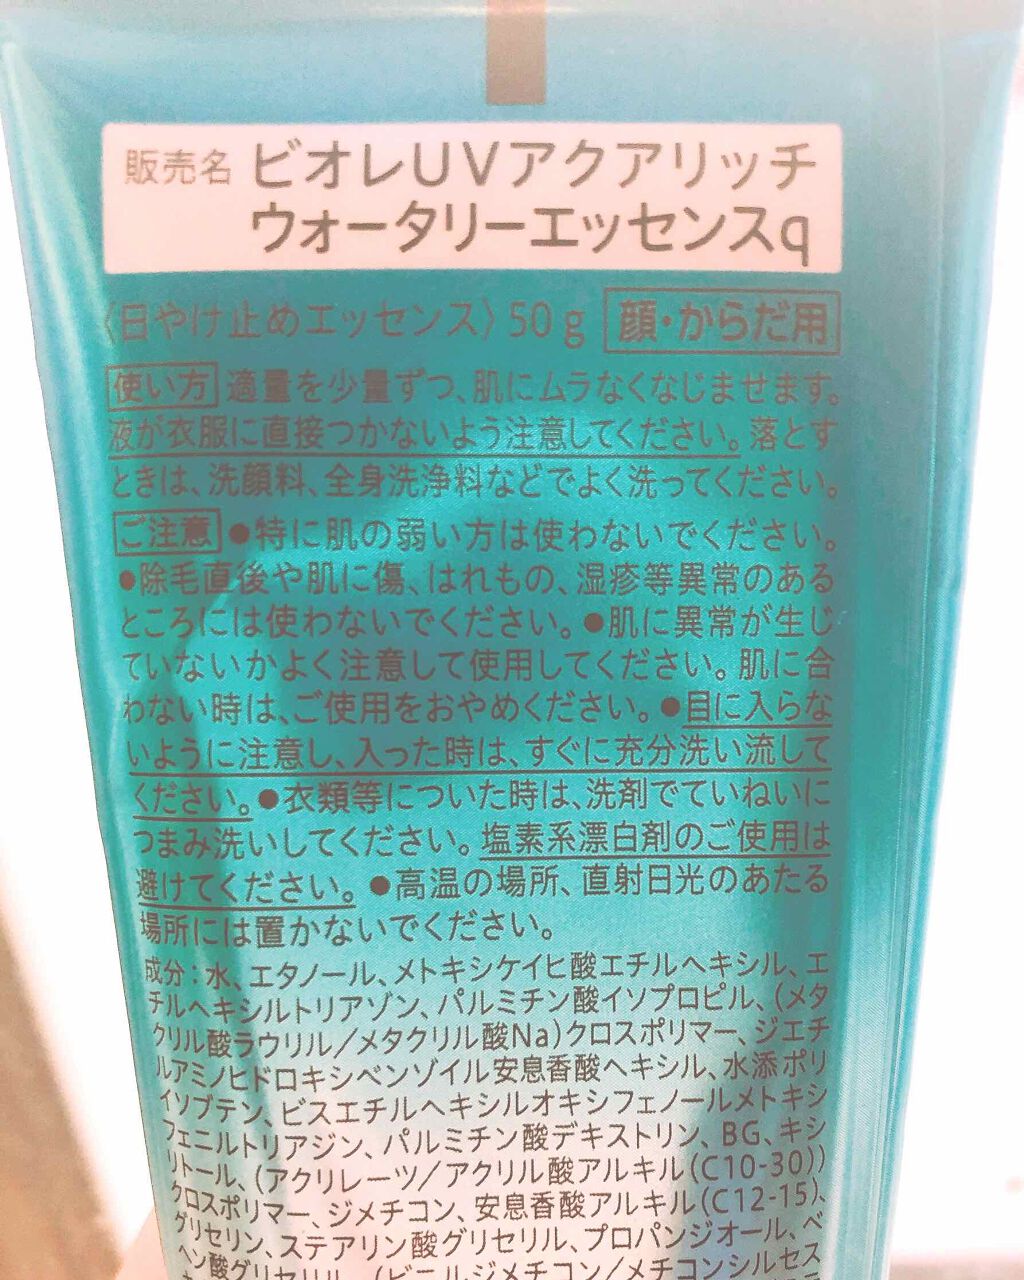 販売名 ビオレUVアクアリッチ
ウォータリーエッセンスq
〈日やけ止めエッセンス〉50g 顔・からだ用
使い方 適量を少量ずつ、肌にムラなくなじませます。
液が衣服に直接つかないよう注意してください。落とす
ときは、洗顔料、全身洗浄料などでよく洗ってください。
ご注意 ●特に肌の弱い方は使わないでください。
●除毛直後や肌に傷、はれもの、湿疹等異常のある
ところには使わないでください。●肌に異常が生じ
ていないかよく注意して使用してください。肌に合
わない時は、ご使用をおやめください。●目に入らな
いように注意し、入った時は、すぐに充分洗い流して
ください。●衣類等についた時は、洗剤でていねいに
つまみ洗いしてください。塩素系漂白剤のご使用は
避けてください。●高温の場所、直射日光のあたる
場所には置かないでください。
成分：水、エタノール、メトキシケイヒ酸エチルヘキシル、エ
チルヘキシルトリアゾン、パルミチン酸イソプロピル、（メタ
クリル酸ラウリル／メタクリル酸Na）クロスポリマー、ジエチ
ルアミノヒドロキシベンゾイル安息香酸ヘキシル、水添ポリ
イソブテン、ビスエチルヘキシルオキシフェノールメトキシ
フェニルトリアジン、パルミチン酸デキストリン、BG、キシ
リトール、（アクリレーツ／アクリル酸アルキル（C10-30））
クロスポリマー、ジメチコン、安息香酸アルキル（C12-15）、
グリセリン、ステアリン酸グリセリル、プロパンジオール、ベ
ヘン酸グリセリル、（ビニルジメチコン／メチコンシルセス